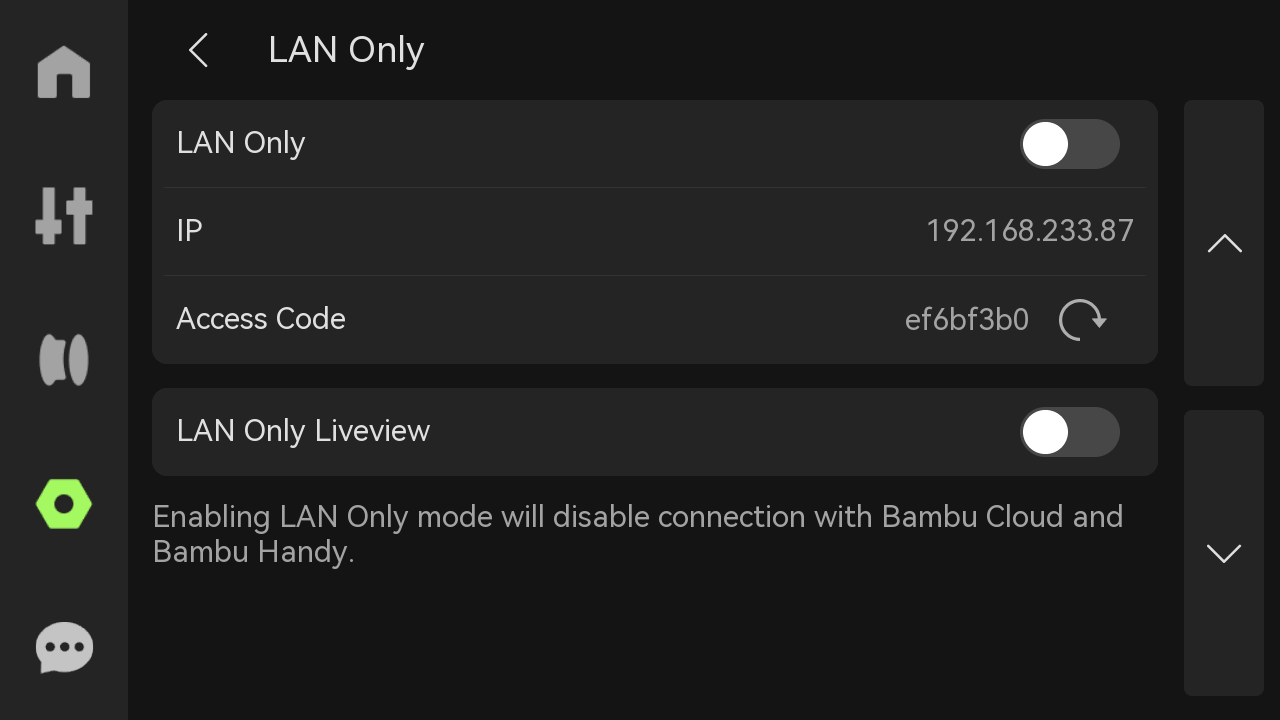 LAN Only
LAN Only
IP 192.168.233.87
Access Code ef6bf3b0
LAN Only Liveview
Enabling LAN Only mode will disable connection with Bambu Cloud and
Bambu Handy.